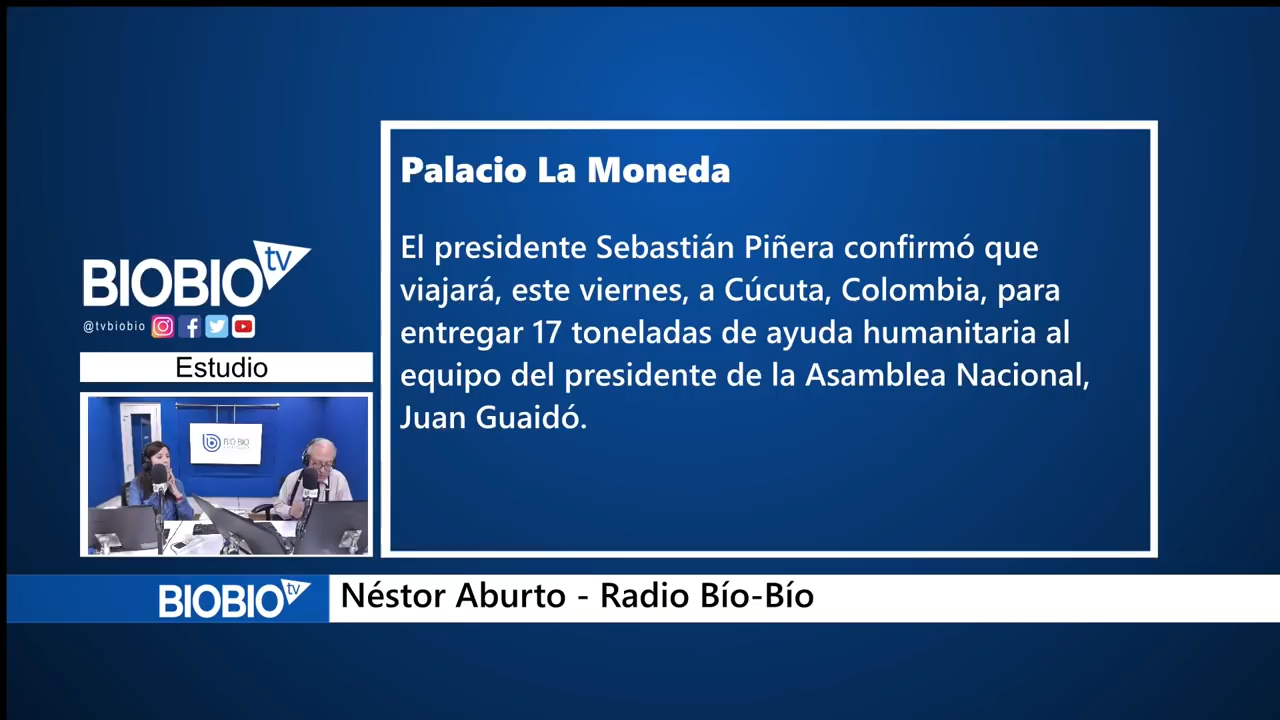 Palacio La Moneda
El presidente Sebastián Piñera confirmó que
viajará, este viernes, a Cúcuta, Colombia, para
entregar 17 toneladas de ayuda humanitaria al
equipo del presidente de la Asamblea Nacional,
Juan Guaidó.
BIOBIO tv
@tvbiobio
Estudio
BIO BIO
BIOBIO tv
Néstor Aburto - Radio Bío-Bío